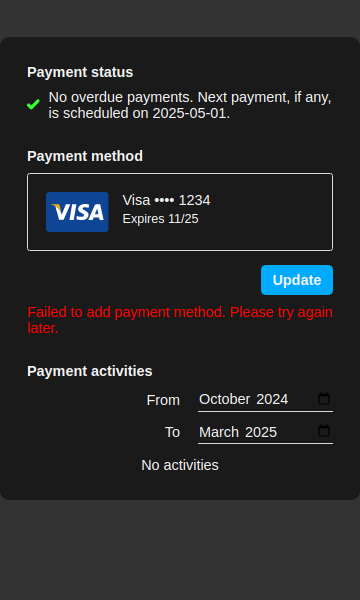 Payment status
No overdue payments. Next payment, if any,
is scheduled on 2025-05-01.
Payment method
VISA
Visa •••• 1234
Expires 11/25
Update
Failed to add payment method. Please try again
later.
Payment activities
From October 2024
To March 2025
No activities